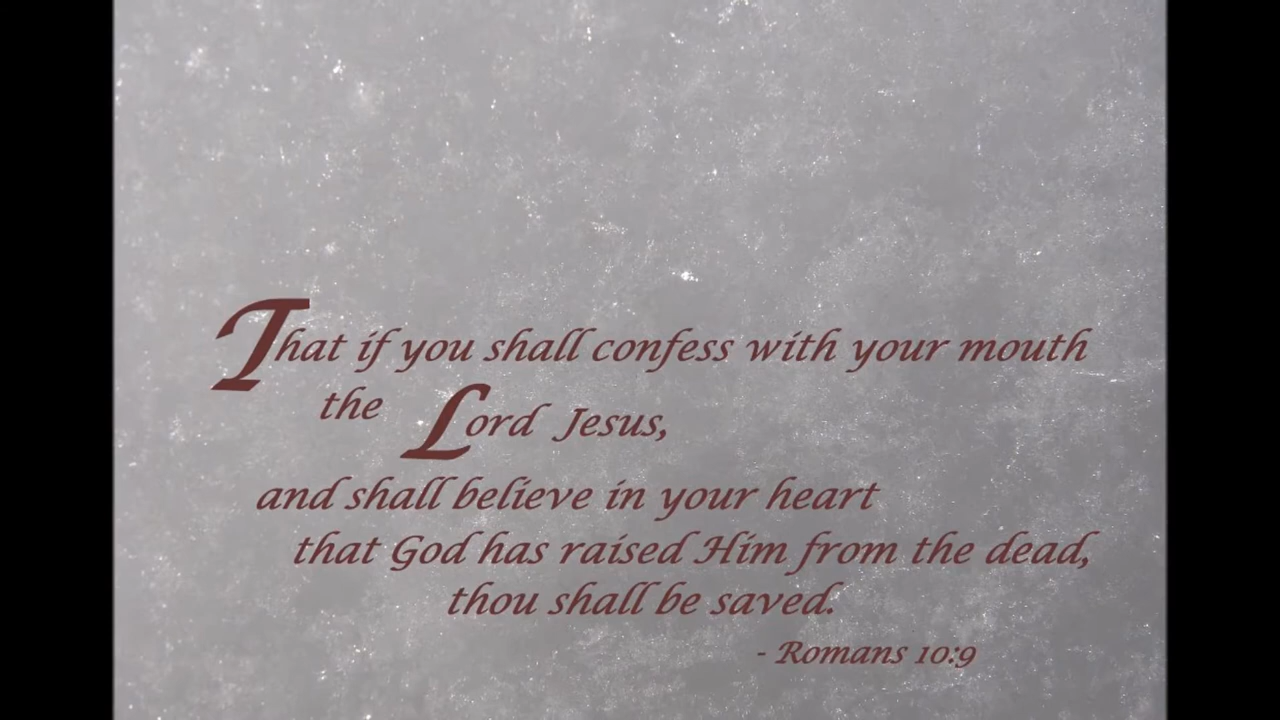 That if you shall confess with your mouth
the Lord Jesus,
and shall believe in your heart
that God has raised Him from the dead,
thou shall be saved.
- Romans 10:9